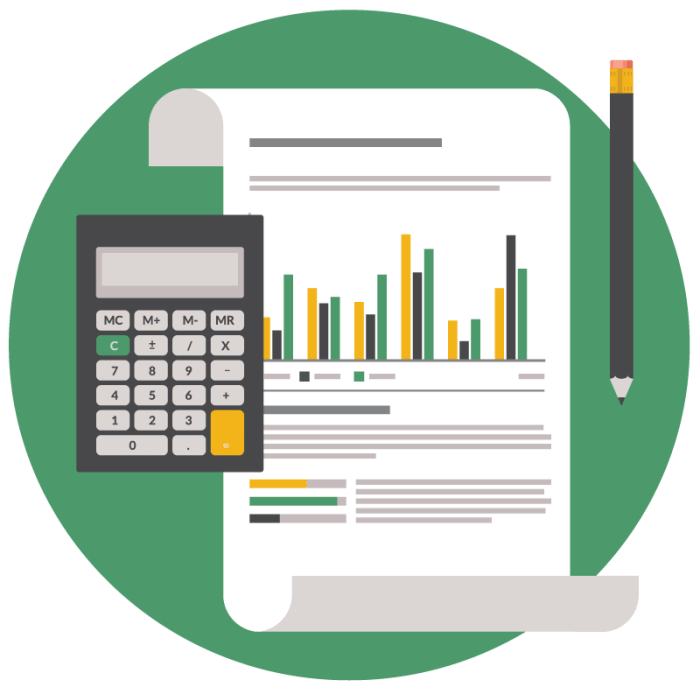 MC M+ M- MR
C ± / X
7 8 9 −
4 5 6 +
1 2 3
0 . =